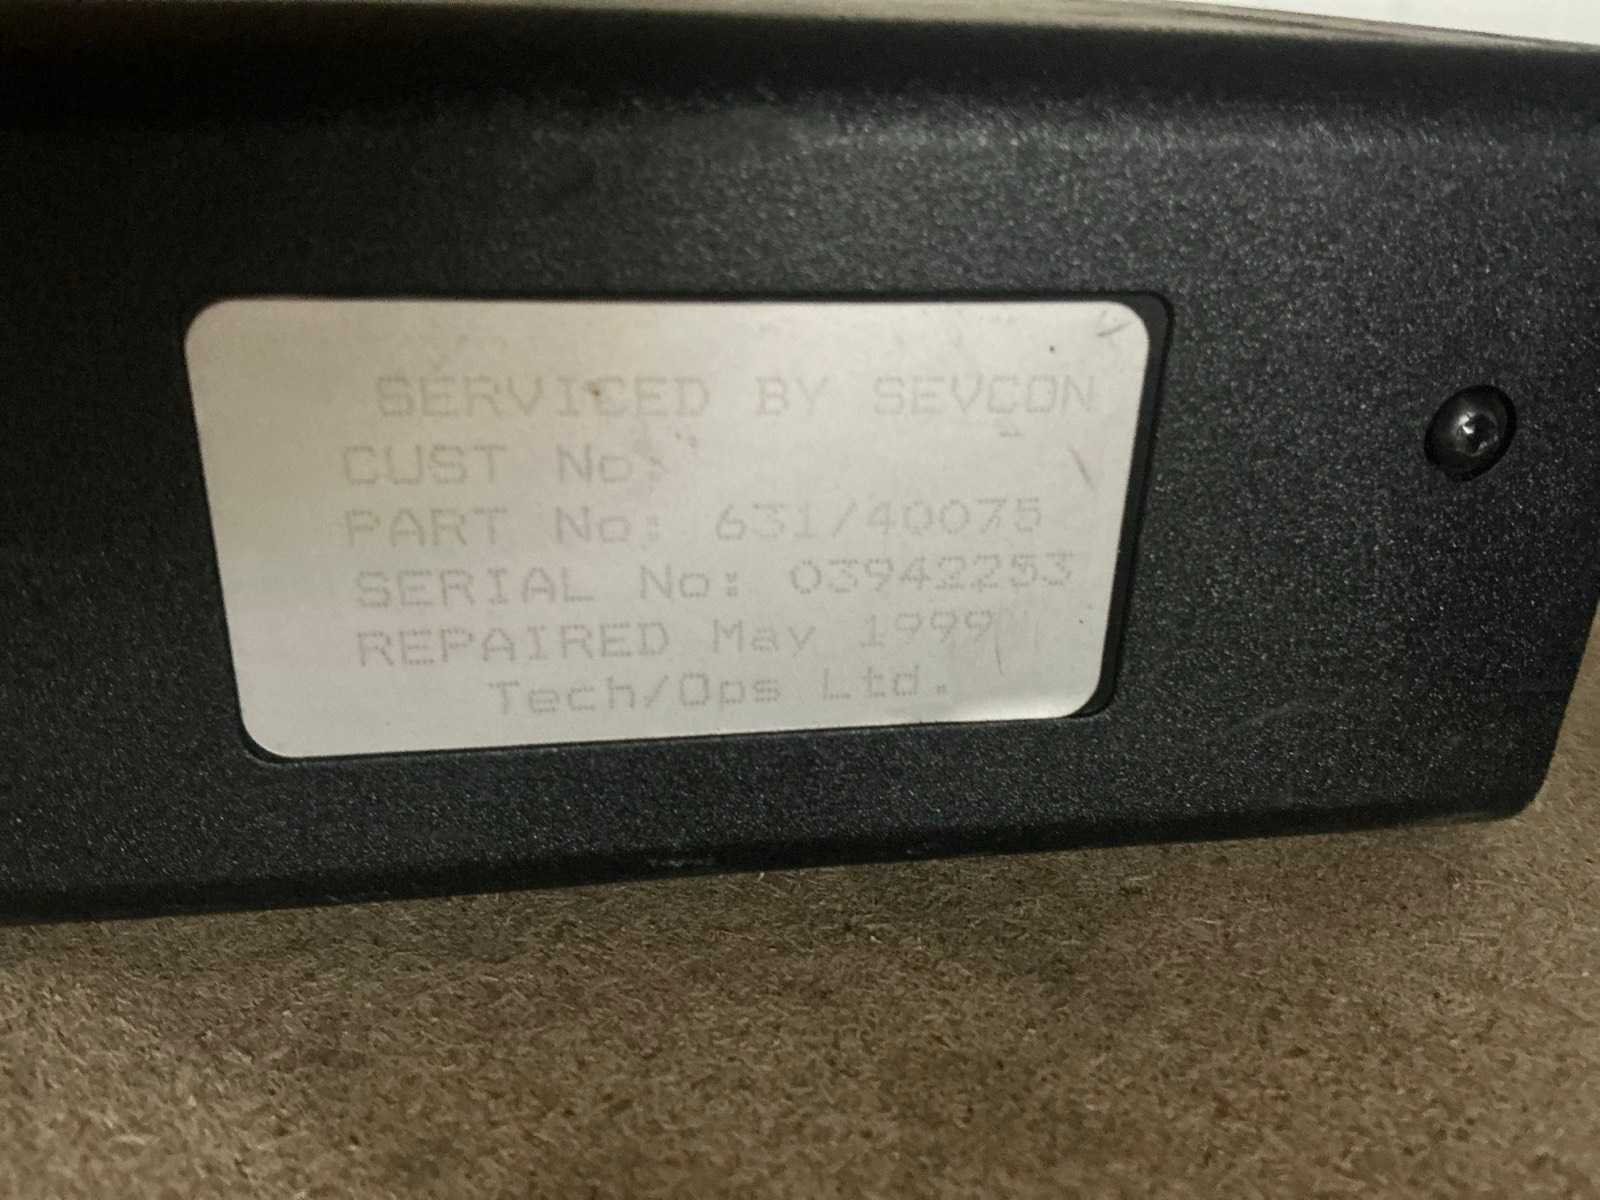 SERVICED BY SEVCON
CUST No:
PART No: 631/40075
SERIAL No: 03942253
REPAIRED May 1999
Tech/Ops Ltd.